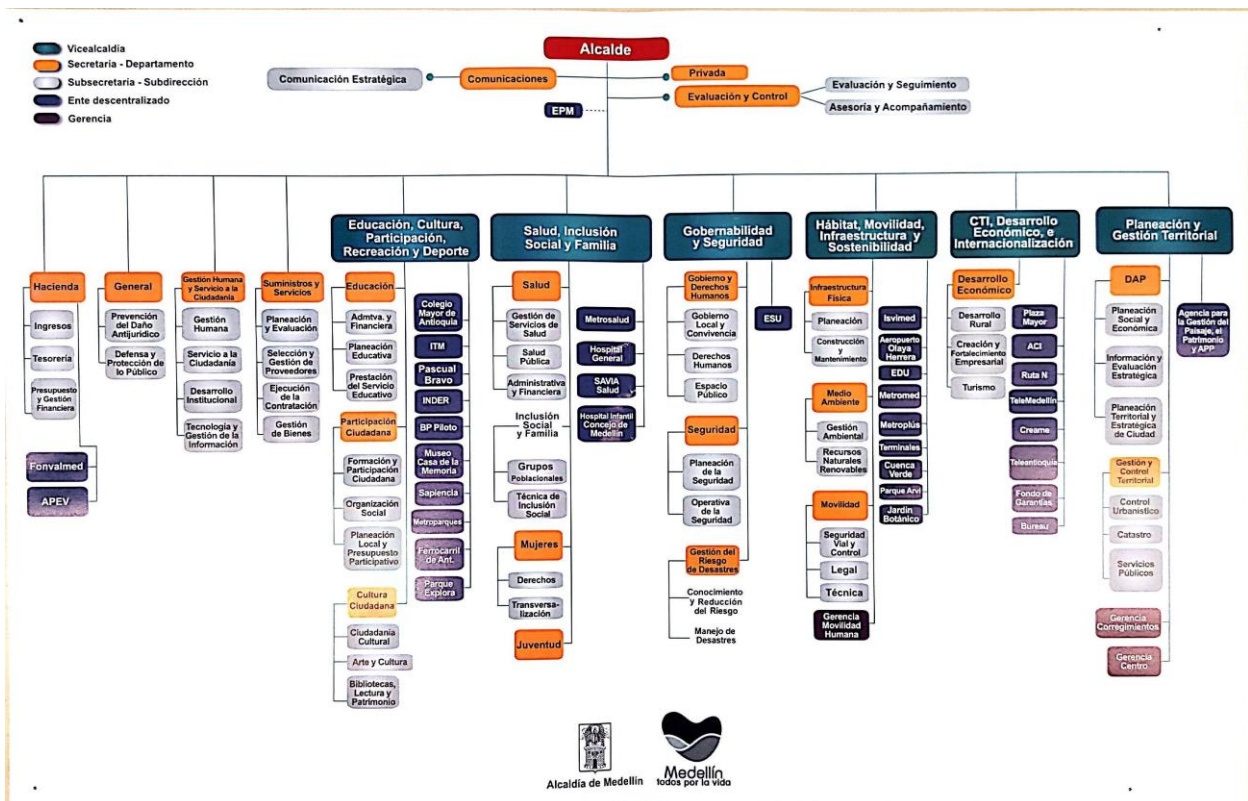 Vicealcaldía
Secretaría - Departamento
Subsecretaría - Subdirección
Ente descentralizado
Gerencia
Alcalde
Comunicación Estratégica
Comunicaciones
Privada
Evaluación y Control
Evaluación y Seguimiento
Asesoría y Acompañamiento
EPM
Hacienda
Ingresos
Tesorería
Presupuesto
y Gestión
Financiera
Fonvalmed
APEV
General
Prevención
del Daño
Antijurídico
Defensa y
Protección de
lo Público
Gestión Humana
y Servicio a la
Ciudadanía
Gestión
Humana
Servicio a la
Ciudadanía
Desarrollo
Institucional
Tecnología y
Gestión de la
Información
Suministros y
Servicios
Planeación
y Evaluación
Selección y
Gestión de
Proveedores
Ejecución
de la
Contratación
Gestión
de Bienes
Educación, Cultura,
Participación,
Recreación y Deporte
Educación
Admtva. y
Financiera
Planeación
Educativa
Prestación
del Servicio
Educativo
Participación
Ciudadana
Formación y
Participación
Ciudadana
Organización
Social
Planeación
Local y
Presupuesto
Participativo
Cultura
Ciudadana
Ciudadanía
Cultural
Arte y Cultura
Bibliotecas,
Lectura y
Patrimonio
Colegio
Mayor de
Antioquia
ITM
Pascual
Bravo
INDER
BP Piloto
Museo
Casa de la
Memoria
Sapiencia
Metroparques
Ferrocarril
de Ant.
Parque
Explora
Salud, Inclusión
Social y Familia
Salud
Gestión de
Servicios de
Salud
Salud
Pública
Administrativa
y Financiera
Inclusión
Social
y Familia
Grupos
Poblacionales
Técnica de
Inclusión
Social
Mujeres
Derechos
Transversa-
lización
Juventud
Metrosalud
Hospital
General
SAVIA
Salud
Hospital Infantil
Concejo de
Medellín
Gobernabilidad
y Seguridad
Gobierno y
Derechos
Humanos
Gobierno
Local y
Convivencia
Derechos
Humanos
Espacio
Público
Seguridad
Planeación
de la
Seguridad
Operativa
de la
Seguridad
Gestión del
Riesgo
de Desastres
Conocimiento
y Reducción
del Riesgo
Manejo de
Desastres
ESU
Hábitat, Movilidad,
Infraestructura y
Sostenibilidad
Infraestructura
Física
Planeación
Construcción
y
Mantenimiento
Medio
Ambiente
Gestión
Ambiental
Recursos
Naturales
Renovables
Movilidad
Seguridad
Vial y
Control
Legal
Técnica
Gerencia
Movilidad
Humana
Isvimed
Aeropuerto
Olaya
Herrera
EDU
Metromed
Metroplús
Terminales
Cuenca
Verde
Parque Arví
Jardín
Botánico
CTI, Desarrollo
Económico, e
Internacionalización
Desarrollo
Económico
Desarrollo
Rural
Creación y
Fortalecimiento
Empresarial
Turismo
Plaza
Mayor
ACI
Ruta N
TeleMedellín
Creame
Teleantioquia
Fondo de
Garantías
Bureau
Planeación y
Gestión Territorial
DAP
Planeación
Social y
Económica
Información y
Evaluación
Estratégica
Planeación
Territorial y
Estratégica
de Ciudad
Gestión y
Control
Territorial
Control
Urbanístico
Catastro
Servicios
Públicos
Gerencia
Corregimientos
Gerencia
Centro
Agencia para
la Gestión del
Paisaje, el
Patrimonio
y APP
Alcaldía de Medellín
Medellín
todos por la vida